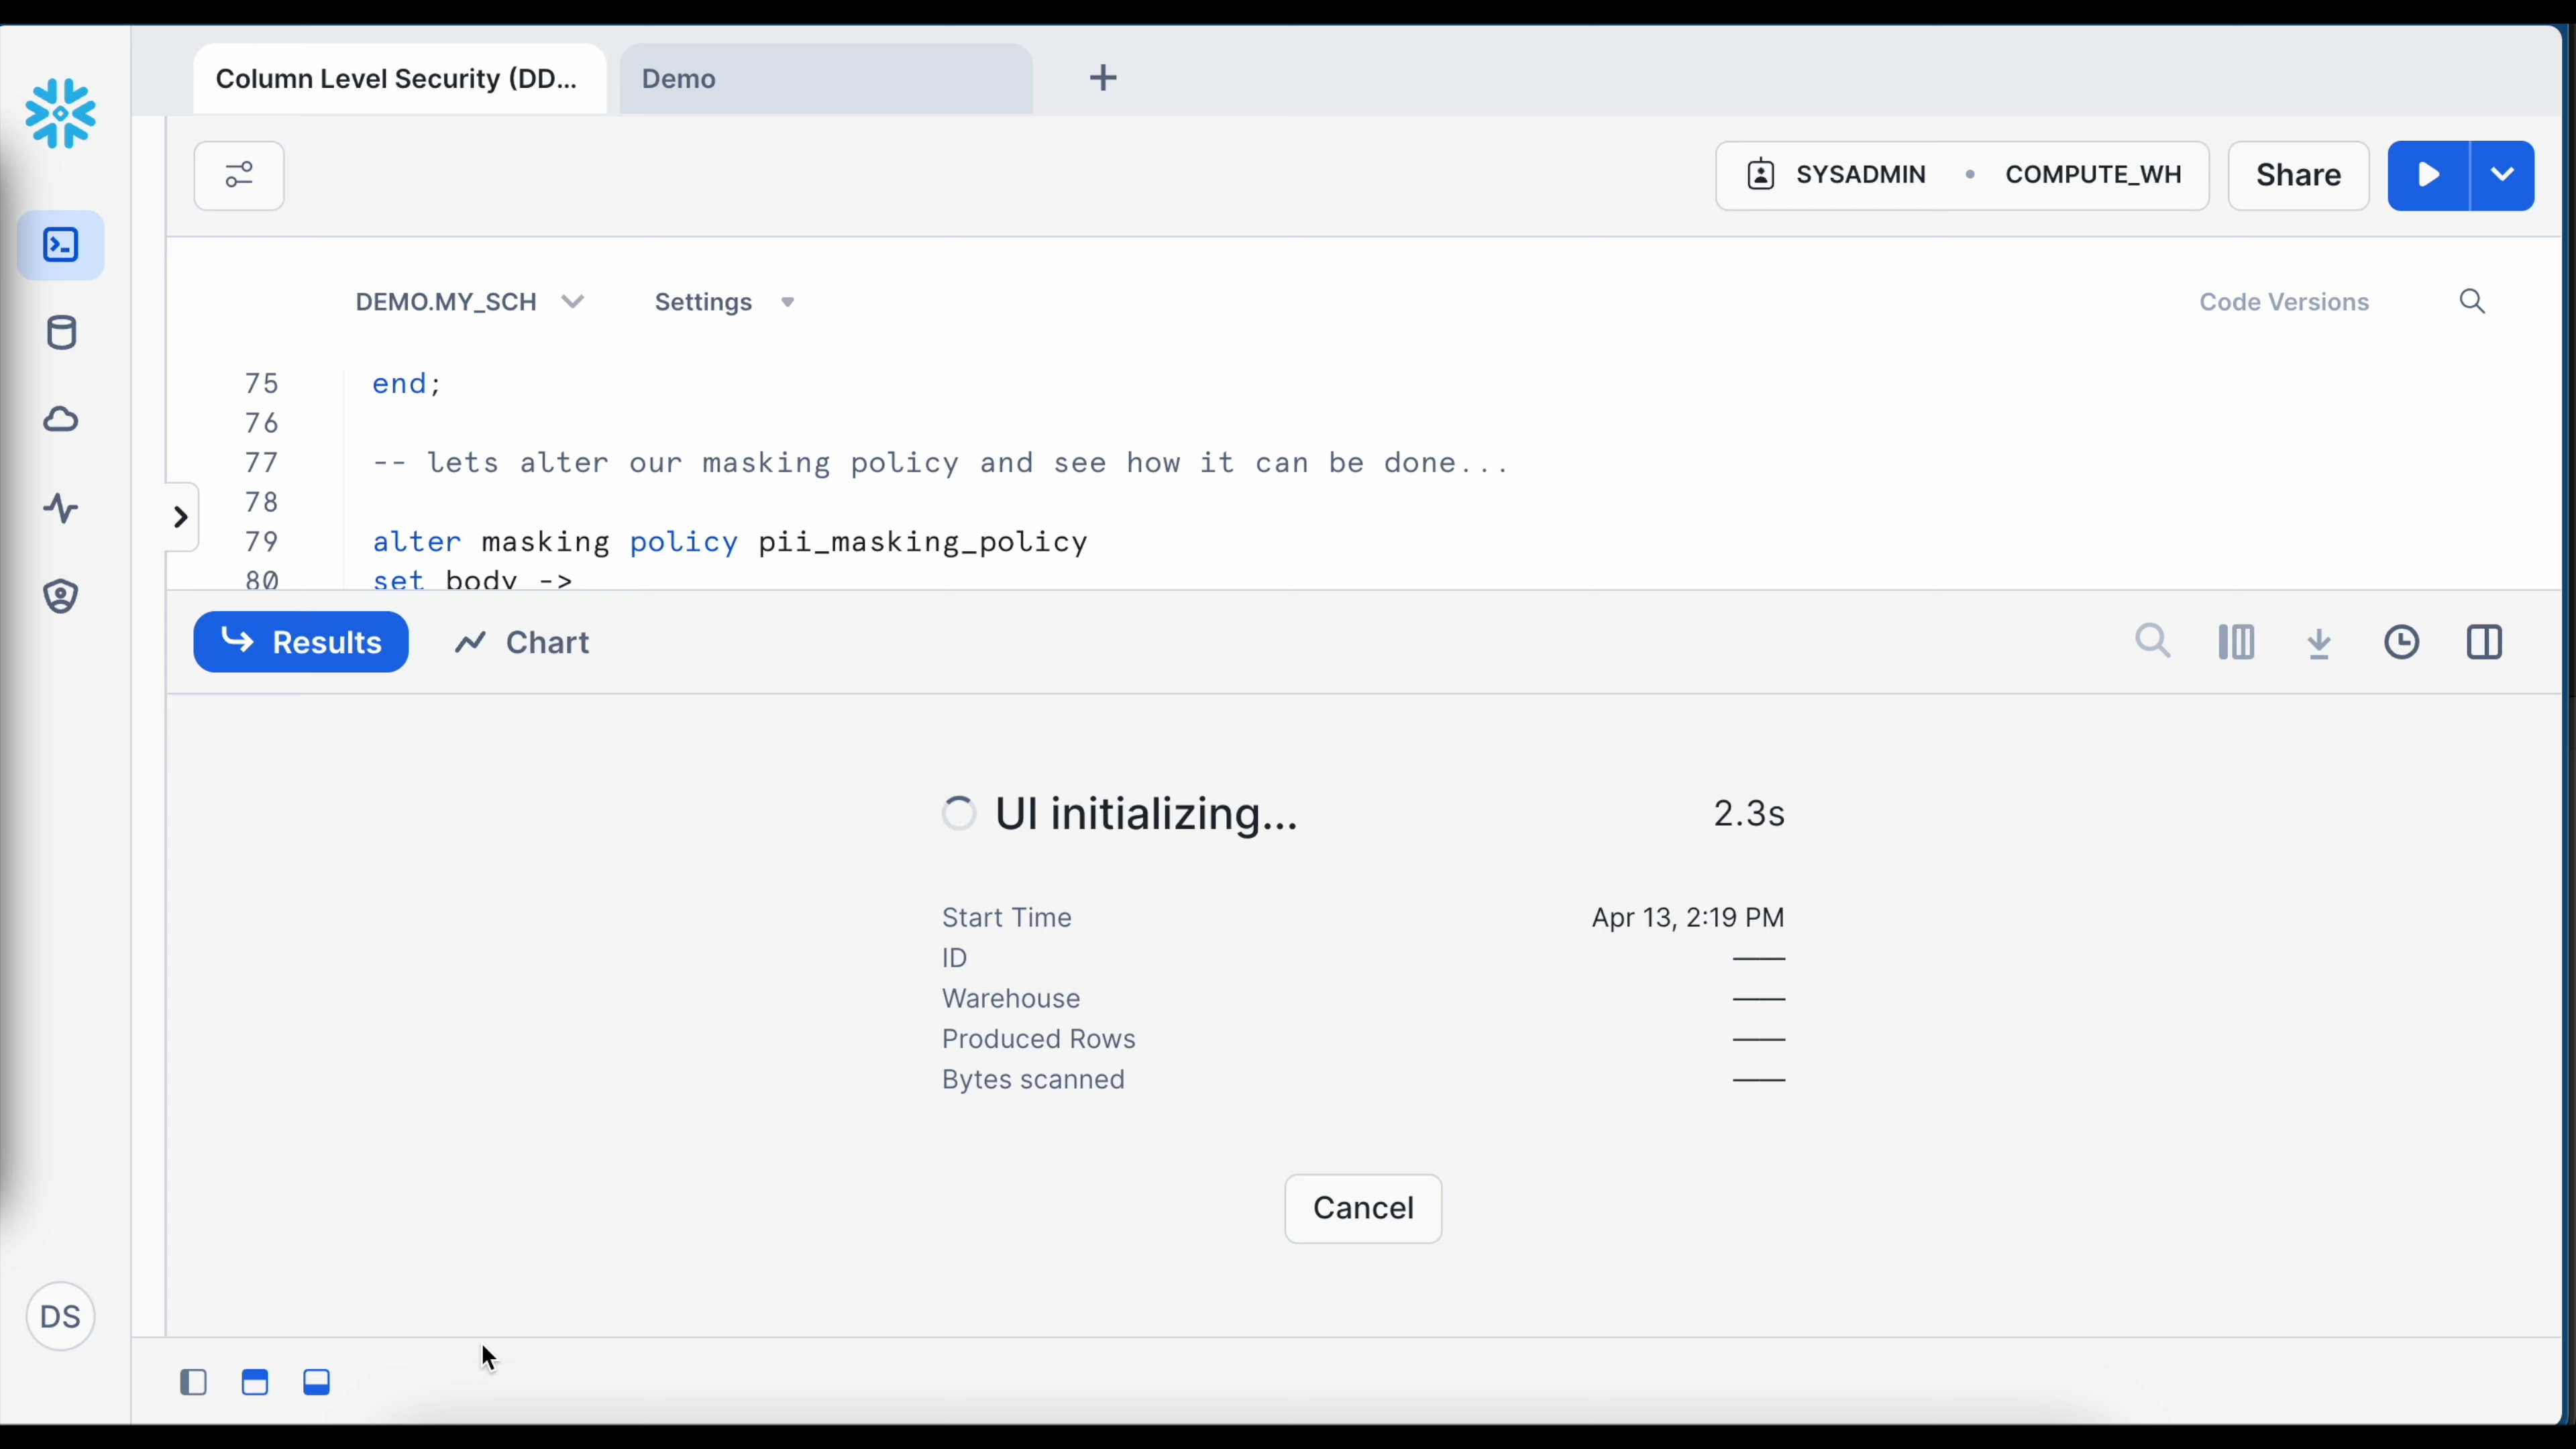 Column Level Security (DD...
Demo
SYSADMIN • COMPUTE_WH
Share
DEMO.MY_SCH
Settings
Code Versions
75 end;
76
77 -- lets alter our masking policy and see how it can be done...
78
79 alter masking policy pii_masking_policy
80 set body ->
Results
Chart
UI initializing... 2.3s
Start Time Apr 13, 2:19 PM
ID
Warehouse
Produced Rows
Bytes scanned
Cancel
DS